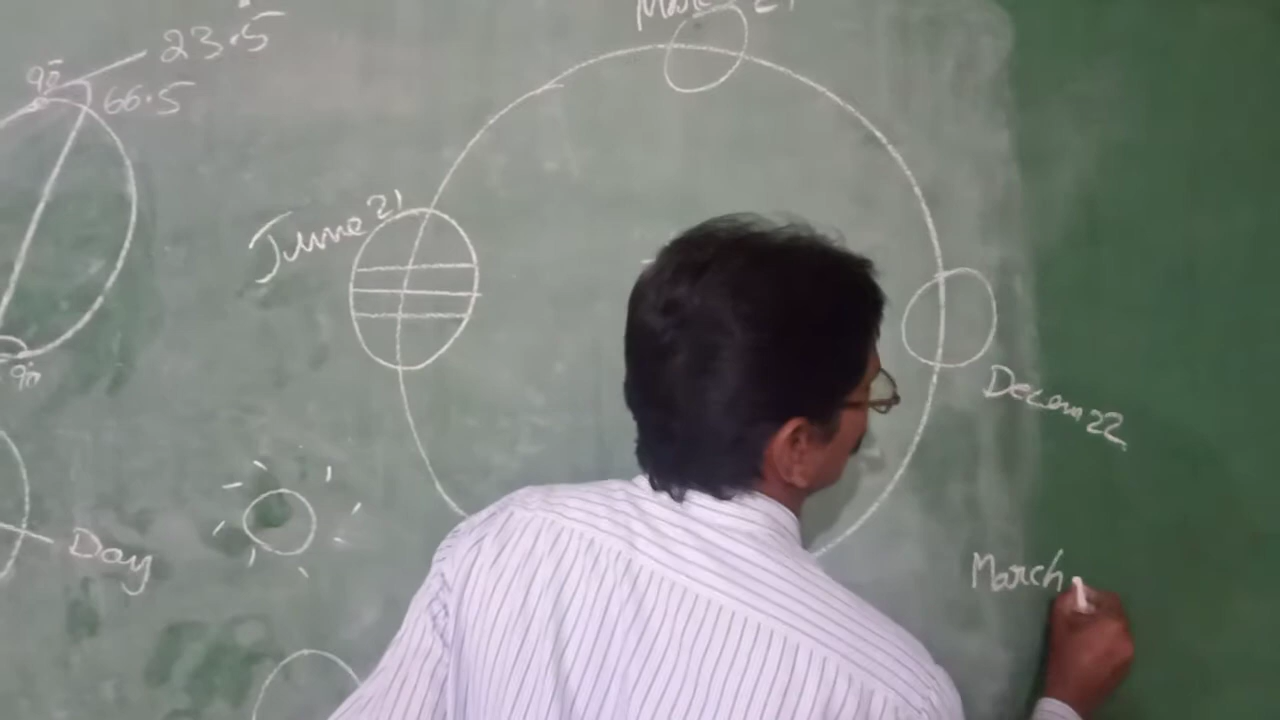 23.5
90
66.5
90
March 21
June 21
Decem 22
Day
March